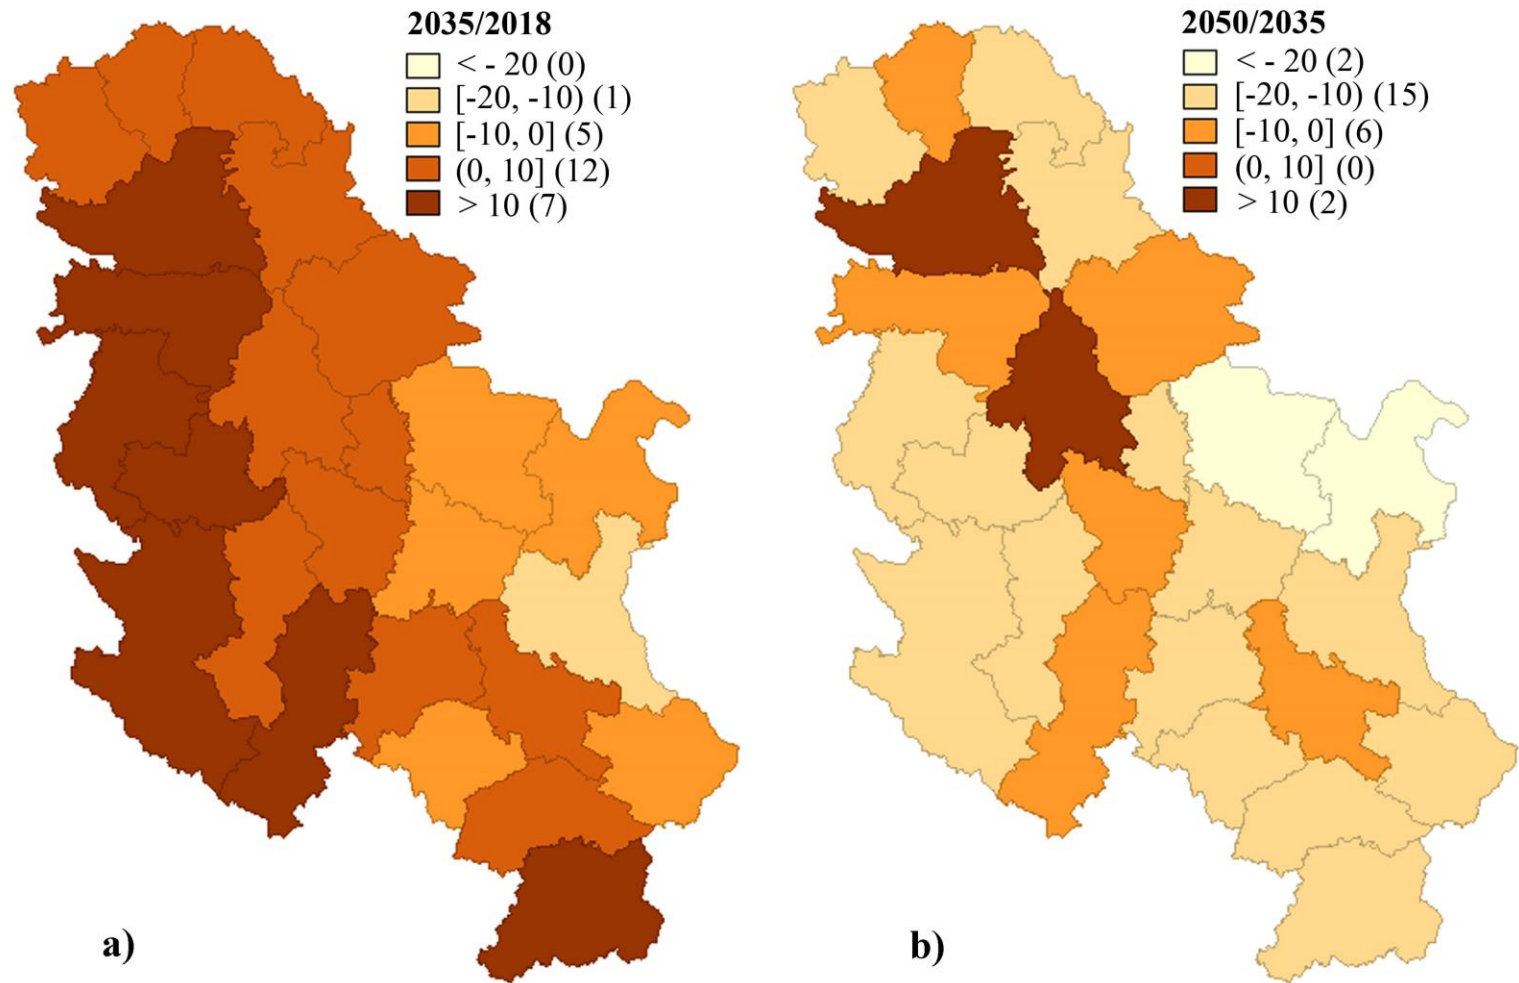 2035/2018
< - 20 (0)
[-20, -10) (1)
[-10, 0] (5)
(0, 10] (12)
> 10 (7)
2050/2035
< - 20 (2)
[-20, -10) (15)
[-10, 0] (6)
(0, 10] (0)
> 10 (2)
a)
b)